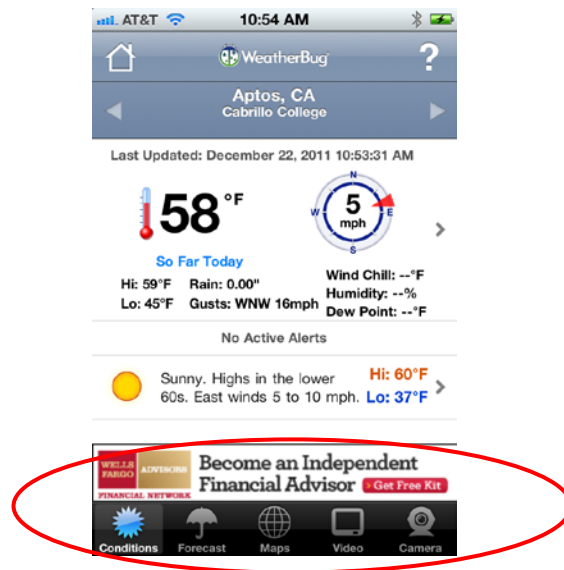 AT&T 10:54 AM
WeatherBug ?
Aptos, CA
Cabrillo College
Last Updated: December 22, 2011 10:53:31 AM
58°F
N
W 5 E
mph
S
So Far Today
Hi: 59°F Rain: 0.00"
Lo: 45°F Gusts: WNW 16mph
Wind Chill: --°F
Humidity: --%
Dew Point: --°F
No Active Alerts
Sunny. Highs in the lower
60s. East winds 5 to 10 mph.
Hi: 60°F
Lo: 37°F
WELLS
FARGO
ADVISORS
FINANCIAL NETWORK
Become an Independent
Financial Advisor Get Free Kit
Conditions Forecast Maps Video Camera